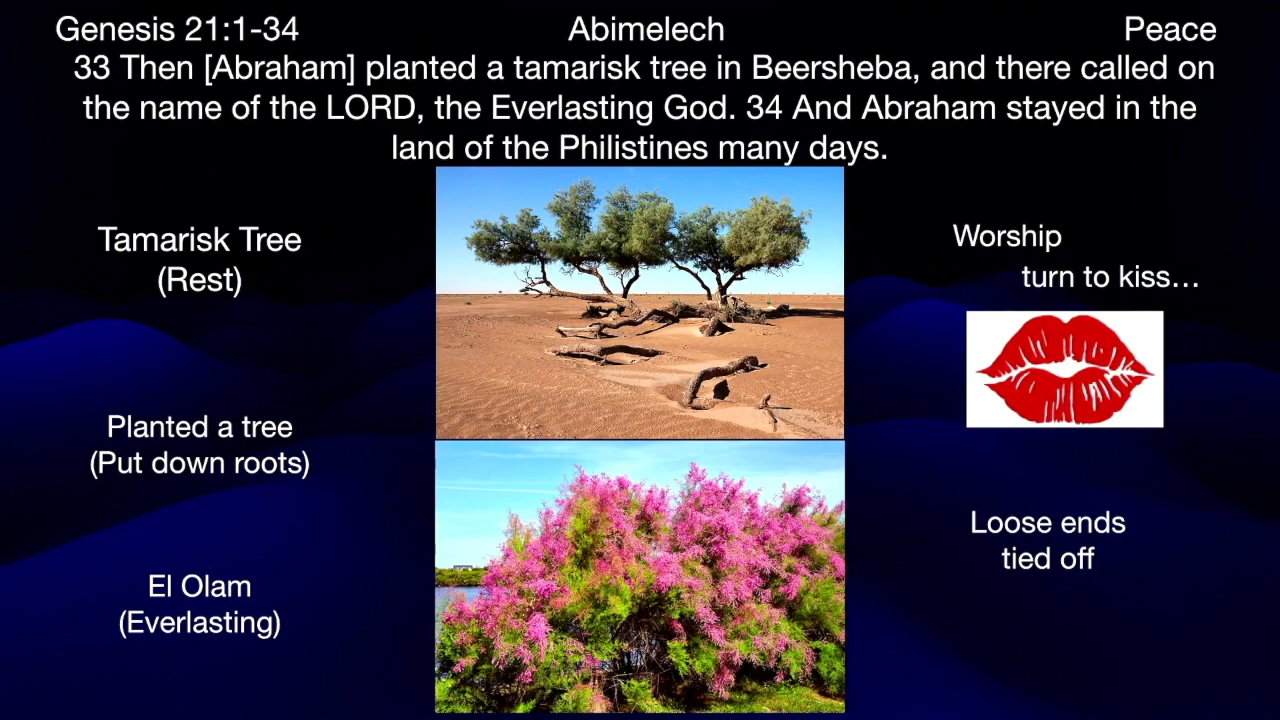 Genesis 21:1-34 Abimelech Peace
33 Then [Abraham] planted a tamarisk tree in Beersheba, and there called on
the name of the LORD, the Everlasting God. 34 And Abraham stayed in the
land of the Philistines many days.
Tamarisk Tree
(Rest)
Planted a tree
(Put down roots)
El Olam
(Everlasting)
Worship
turn to kiss…
Loose ends
tied off